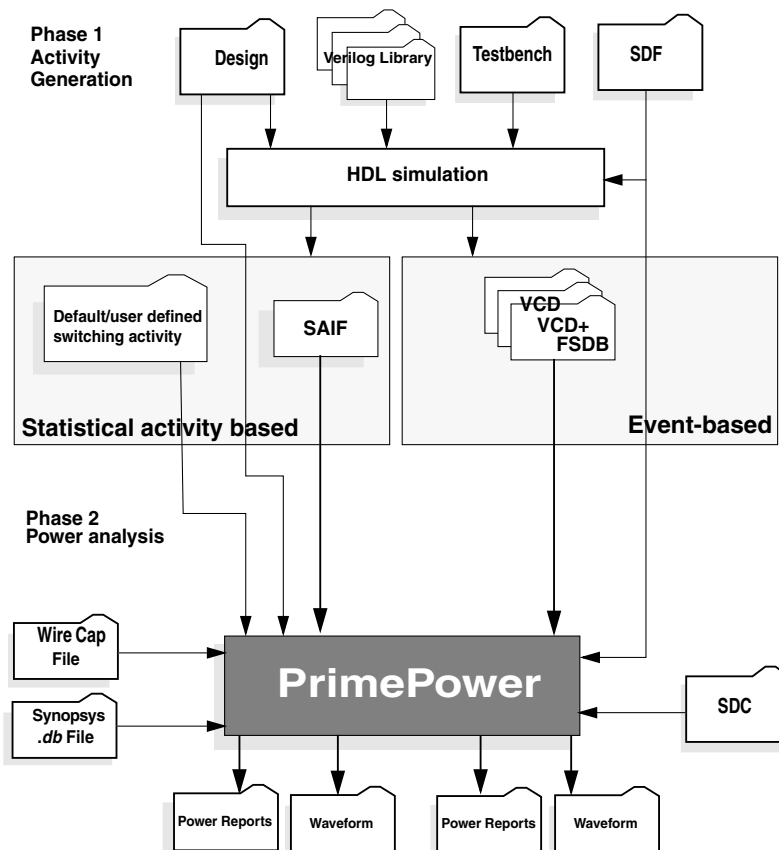 Phase 1
Activity
Generation
Design
Verilog Library
Testbench
SDF
HDL simulation
Default/user defined
switching activity
SAIF
VCD
VCD+
FSDB
Statistical activity based
Event-based
Phase 2
Power analysis
Wire Cap
File
PrimePower
Synopsys
.db File
SDC
Power Reports
Waveform
Power Reports
Waveform